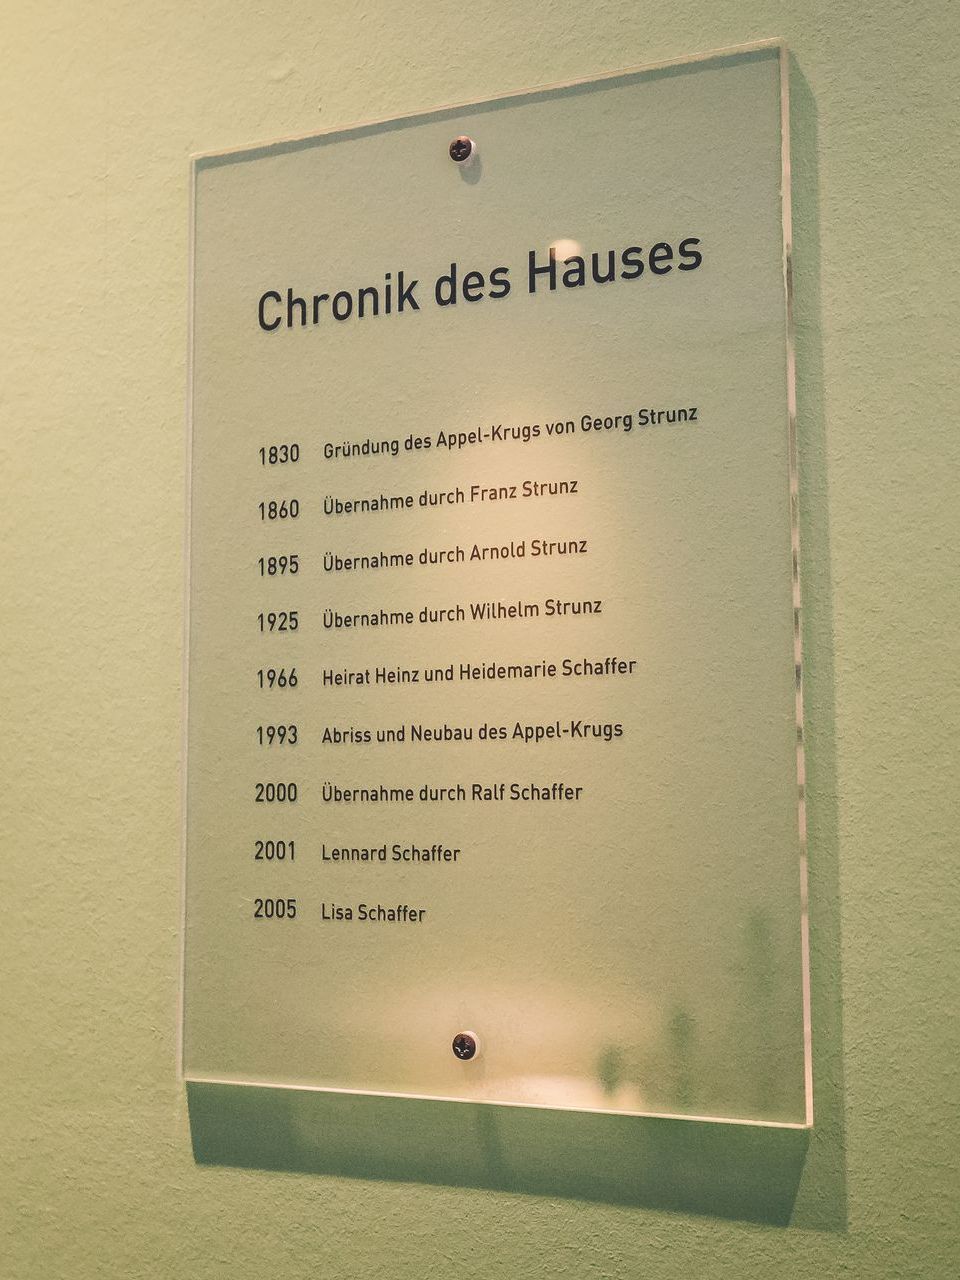 Chronik des Hauses
1830 Gründung des Appel-Krugs von Georg Strunz
1860 Übernahme durch Franz Strunz
1895 Übernahme durch Arnold Strunz
1925 Übernahme durch Wilhelm Strunz
1966 Heirat Heinz und Heidemarie Schaffer
1993 Abriss und Neubau des Appel-Krugs
2000 Übernahme durch Ralf Schaffer
2001 Lennard Schaffer
2005 Lisa Schaffer